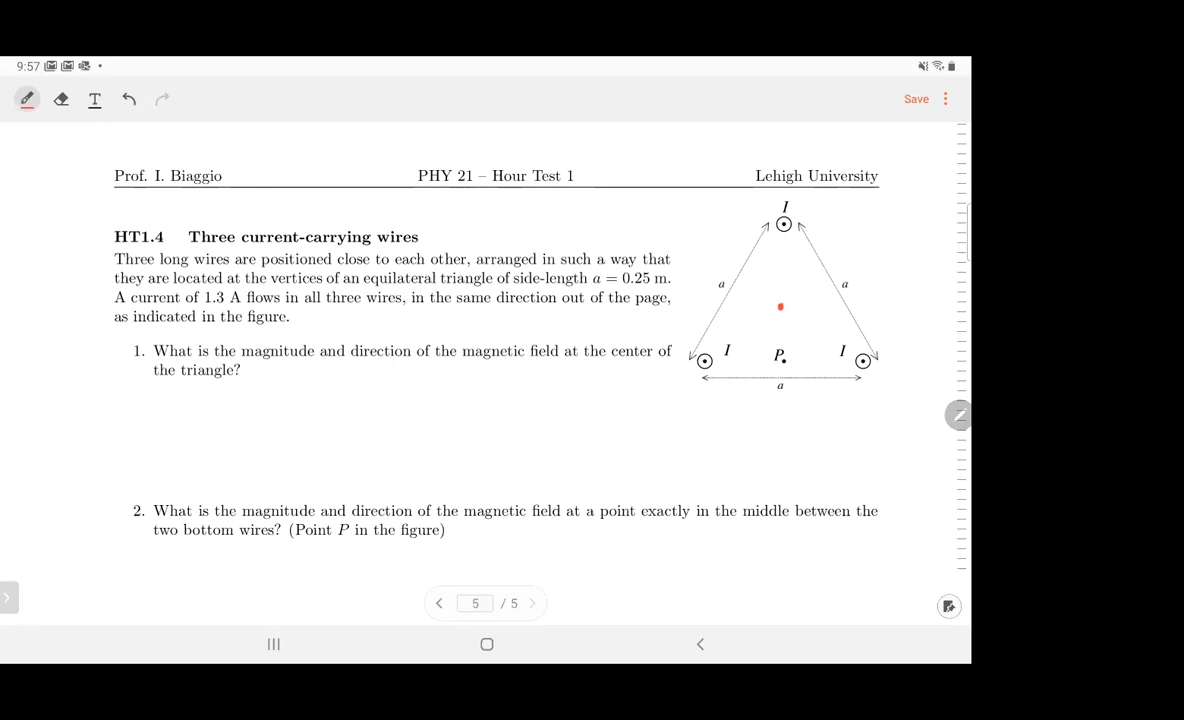 9:57
T
Save
Prof. I. Biaggio PHY 21 – Hour Test 1 Lehigh University
HT1.4 Three current-carrying wires
Three long wires are positioned close to each other, arranged in such a way that
they are located at the vertices of an equilateral triangle of side-length a = 0.25 m.
A current of 1.3 A flows in all three wires, in the same direction out of the page,
as indicated in the figure.
1. What is the magnitude and direction of the magnetic field at the center of
the triangle?
I
a a
I P I
a
2. What is the magnitude and direction of the magnetic field at a point exactly in the middle between the
two bottom wires? (Point P in the figure)
5 / 5